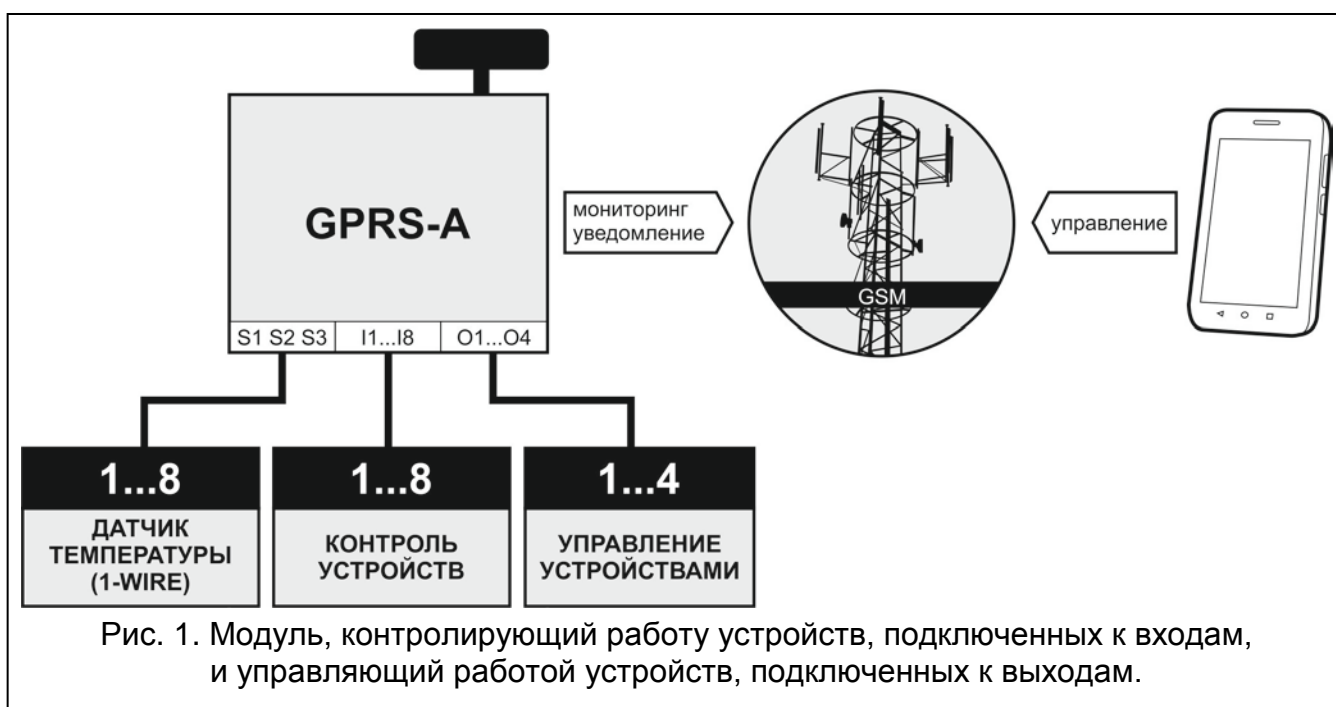 GPRS-A
S1 S2 S3
I1...I8
O1...O4
мониторинг
уведомление
GSM
управление
1...8
ДАТЧИК
ТЕМПЕРАТУРЫ
(1-WIRE)
1...8
КОНТРОЛЬ
УСТРОЙСТВ
1...4
УПРАВЛЕНИЕ
УСТРОЙСТВАМИ
Рис. 1. Модуль, контролирующий работу устройств, подключенных к входам,
и управляющий работой устройств, подключенных к выходам.